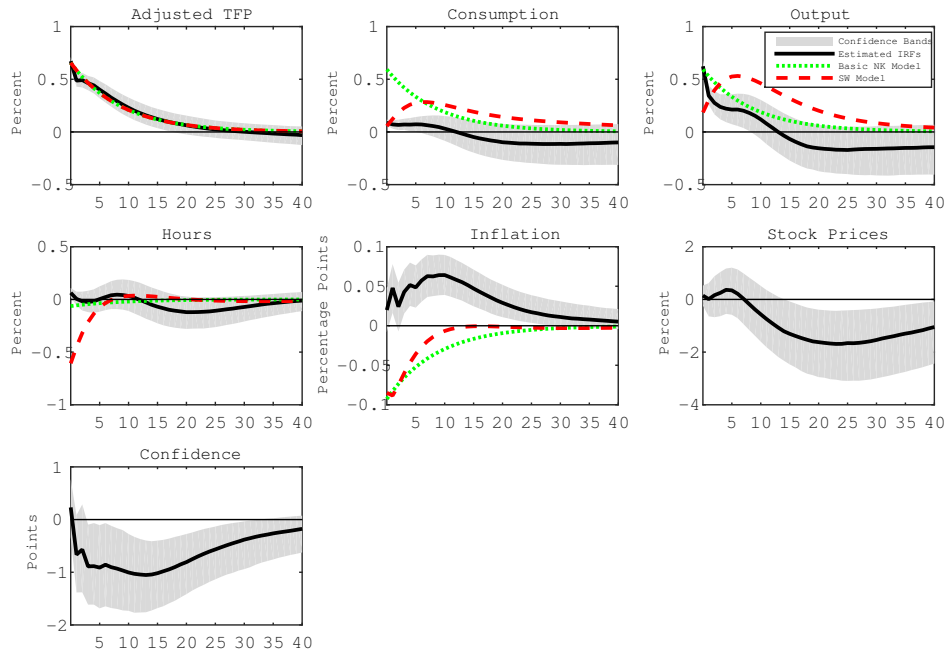 Adjusted TFP
Percent
0.5
0
-0.5
5 10 15 20 25 30 35 40
Consumption
Percent
1
0.5
0
-0.5
5 10 15 20 25 30 35 40
Output
Percent
1
0.5
0
-0.5
5 10 15 20 25 30 35 40
Confidence Bands
Estimated IRFs
Basic NK Model
SW Model
Hours
Percent
0.5
0
-0.5
-1
5 10 15 20 25 30 35 40
Inflation
Percentage Points
0.1
0.05
0
-0.05
-0.1
5 10 15 20 25 30 35 40
Stock Prices
Percent
2
0
-2
-4
5 10 15 20 25 30 35 40
Confidence
Points
1
0
-1
-2
5 10 15 20 25 30 35 40